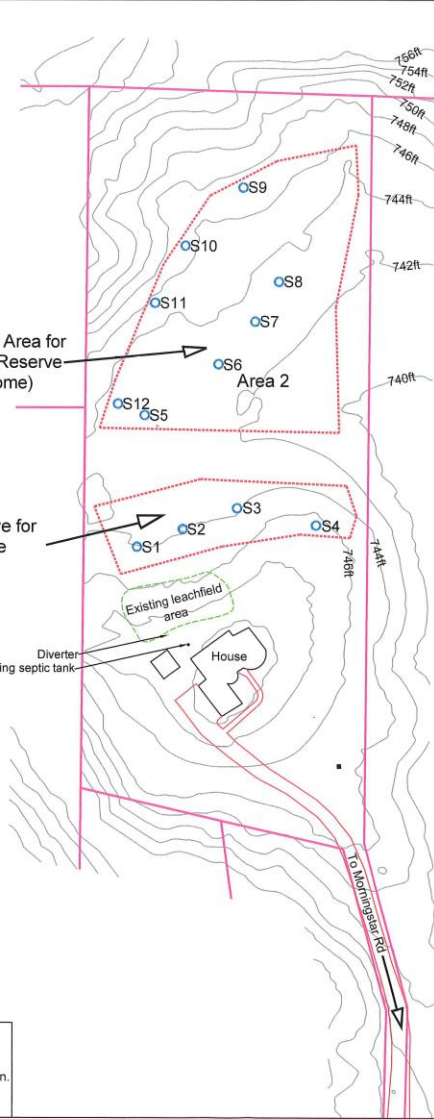 756ft
754ft
752ft
750ft
748ft
746ft
744ft
742ft
740ft
S9
S10
S8
S11
S7
Area for
Reserve
ome)
S6
Area 2
S12
S5
e for
e
S3
S2
S4
S1
746ft
744ft
Existing leachfield
area
Diverter
ing septic tank
House
To Morningstar Rd
n.